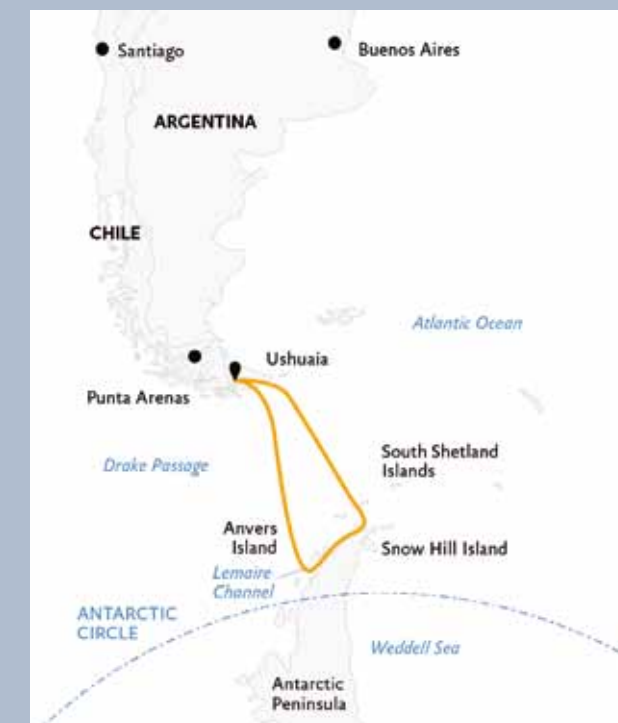 Santiago
Buenos Aires
ARGENTINA
CHILE
Atlantic Ocean
Ushuaia
Punta Arenas
Drake Passage
South Shetland
Islands
Anvers
Island
Snow Hill Island
Lemaire
Channel
ANTARCTIC
CIRCLE
Weddell Sea
Antarctic
Peninsula